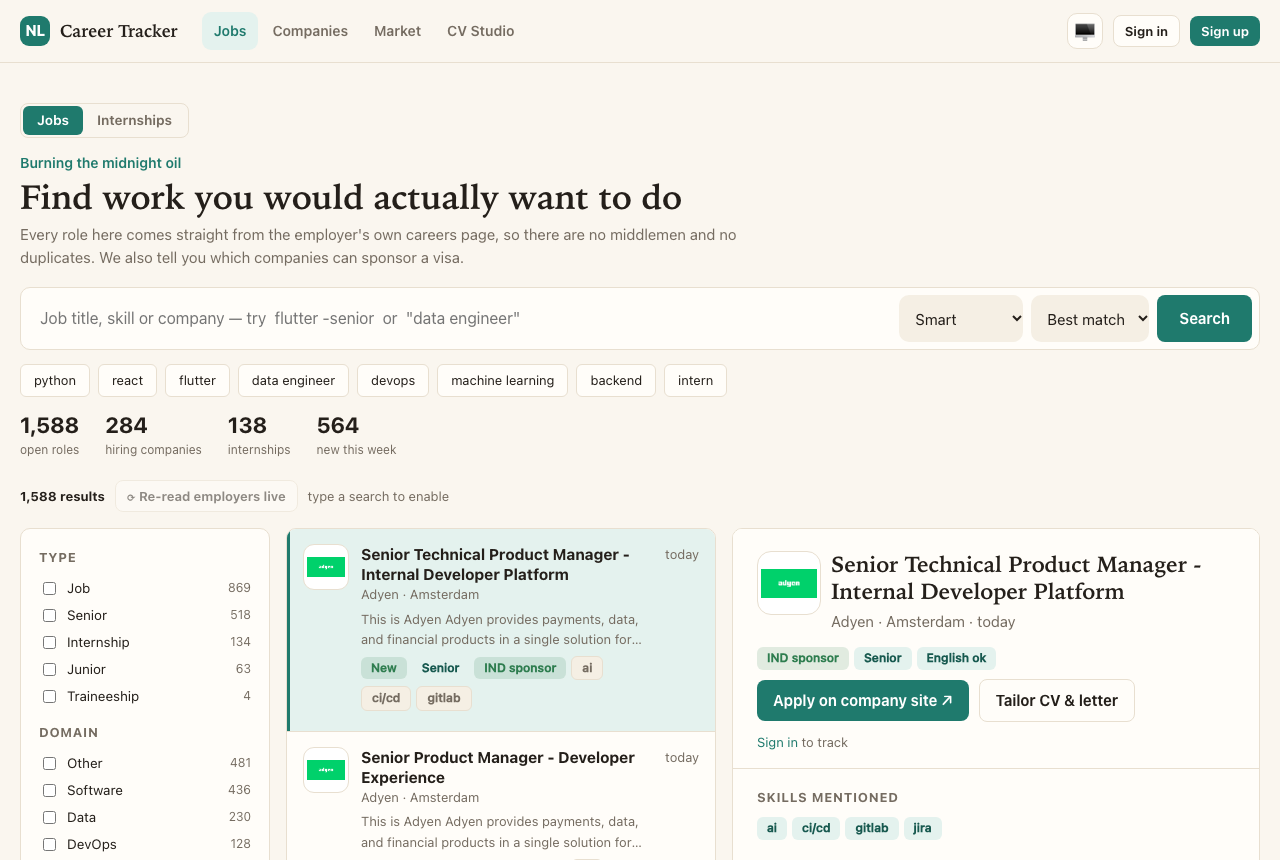 NL Career Tracker Jobs Companies Market CV Studio Sign in Sign up
Jobs Internships
Burning the midnight oil
Find work you would actually want to do
Every role here comes straight from the employer's own careers page, so there are no middlemen and no
duplicates. We also tell you which companies can sponsor a visa.
Job title, skill or company — try flutter -senior or "data engineer" Smart Best match Search
python react flutter data engineer devops machine learning backend intern
1,588 284 138 564
open roles hiring companies internships new this week
1,588 results ⟳ Re-read employers live type a search to enable
TYPE
Job 869
Senior 518
Internship 134
Junior 63
Traineeship 4
DOMAIN
Other 481
Software 436
Data 230
DevOps 128
adyen
Senior Technical Product Manager - today
Internal Developer Platform
Adyen · Amsterdam
This is Adyen Adyen provides payments, data,
and financial products in a single solution for…
New Senior IND sponsor ai
ci/cd gitlab
adyen
Senior Product Manager - Developer today
Experience
Adyen · Amsterdam
This is Adyen Adyen provides payments, data,
and financial products in a single solution for…
adyen
Senior Technical Product Manager -
Internal Developer Platform
Adyen · Amsterdam · today
IND sponsor Senior English ok
Apply on company site ↗ Tailor CV & letter
Sign in to track
SKILLS MENTIONED
ai ci/cd gitlab jira